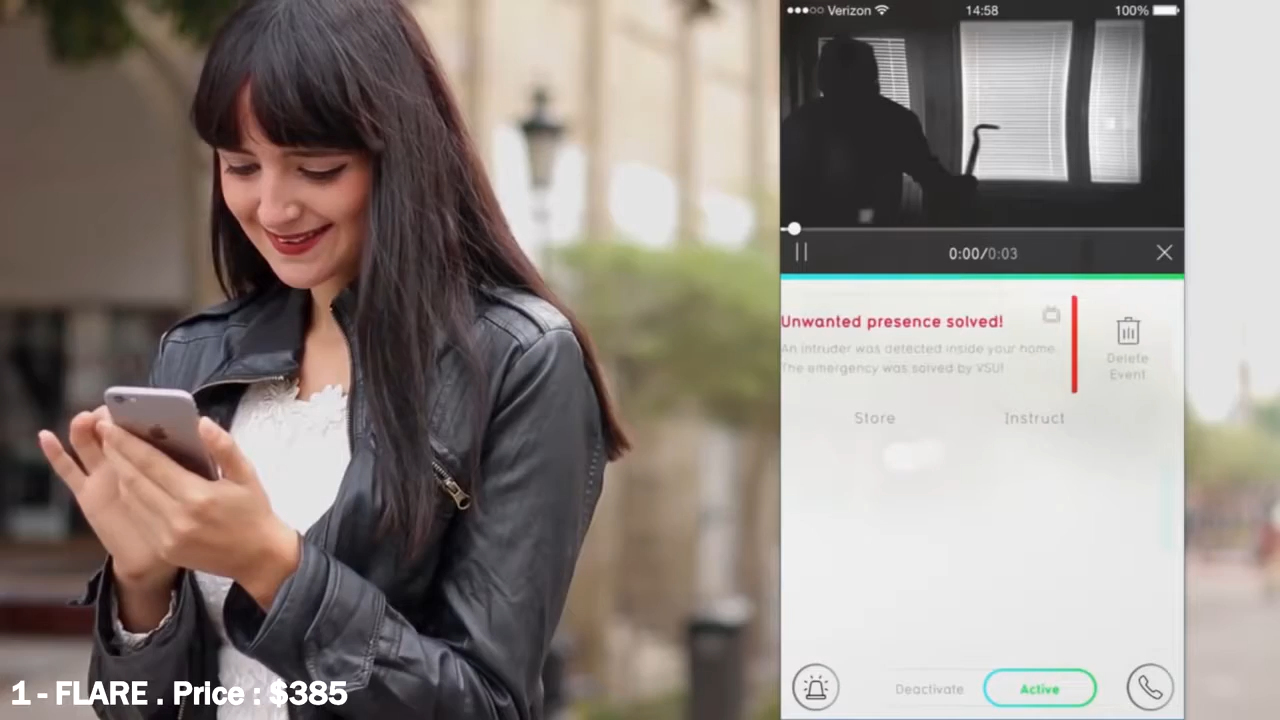 Verizon 14:58 100%
0:00/0:03
Unwanted presence solved!
An intruder was detected inside your home.
The emergency was solved by VSU!
Delete
Event
Store Instruct
Deactivate Active
1 - FLARE . Price : $385